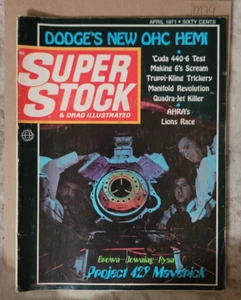 M79
APRIL 1971 • SIXTY CENTS
DODGE'S NEW OHC HEMI
SUPER
STOCK
& DRAG ILLUSTRATED
'Cuda 440-6 Test
Making 6's Scream
Truppi-Kling Trickery
Manifold Revolution
Quadra-Jet Killer
AHRA's
Lions Race
Project 429 Maverick